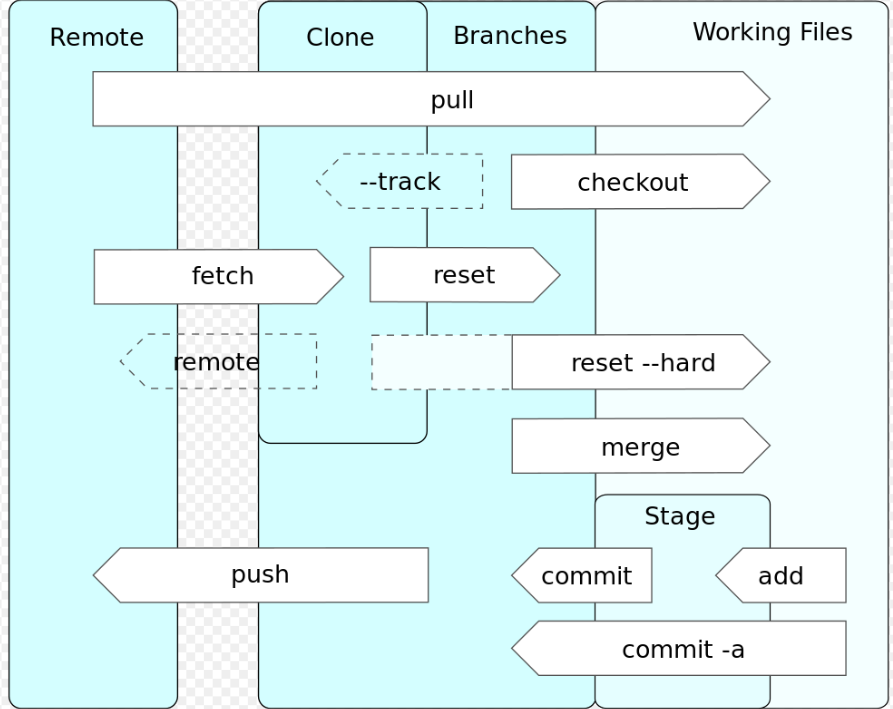 Remote
Clone
Branches
Working Files
pull
--track
checkout
fetch
reset
remote
reset --hard
merge
Stage
push
commit
add
commit -a